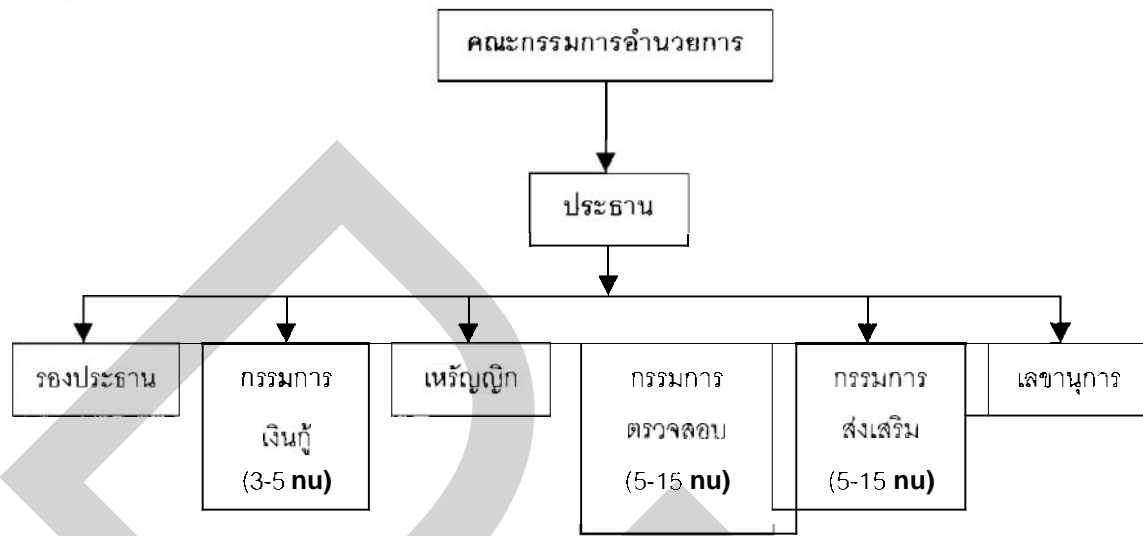 คณะกรรมการอำนวยการ
ประธาน
รองประธาน
กรรมการ
เงินกู้
(3-5 nu)
เหรัญญิก
กรรมการ
ตรวจสอบ
(5-15 nu)
กรรมการ
ส่งเสริม
(5-15 nu)
เลขานุการ